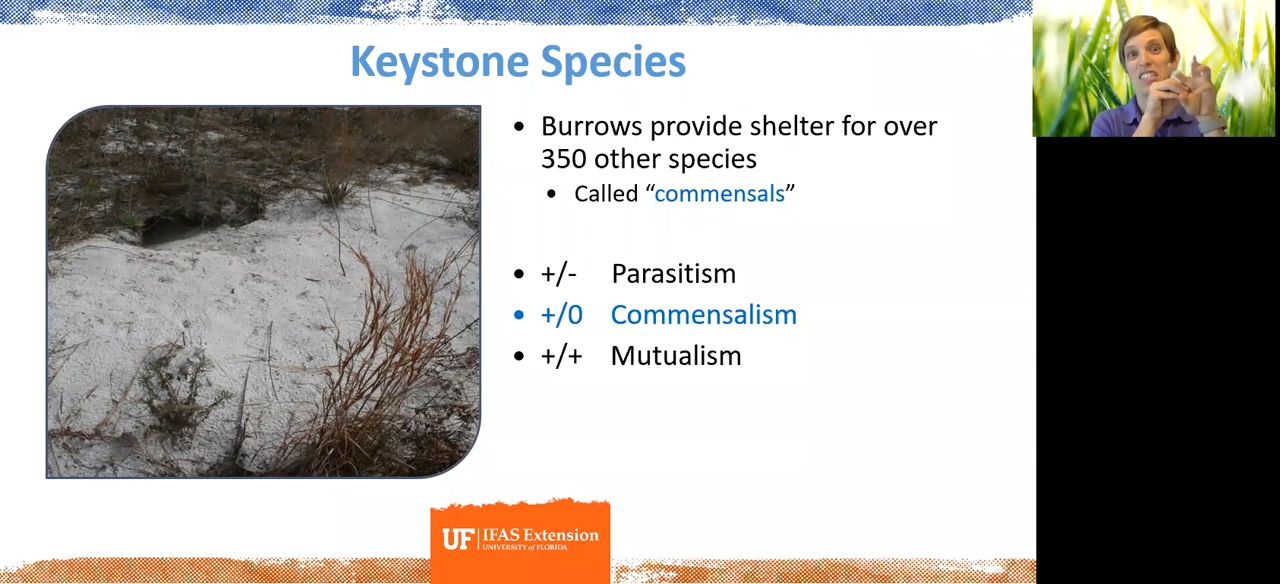 Keystone Species
• Burrows provide shelter for over
350 other species
• Called “commensals”
• +/- Parasitism
• +/0 Commensalism
• +/+ Mutualism
UF | IFAS Extension
UNIVERSITY of FLORIDA